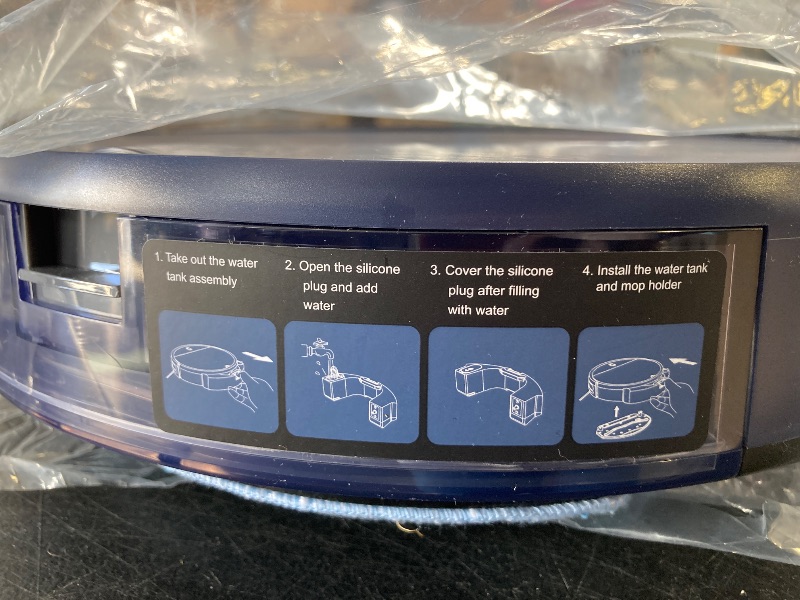 1. Take out the water
tank assembly
2. Open the silicone
plug and add
water
3. Cover the silicone
plug after filling
with water
4. Install the water tank
and mop holder